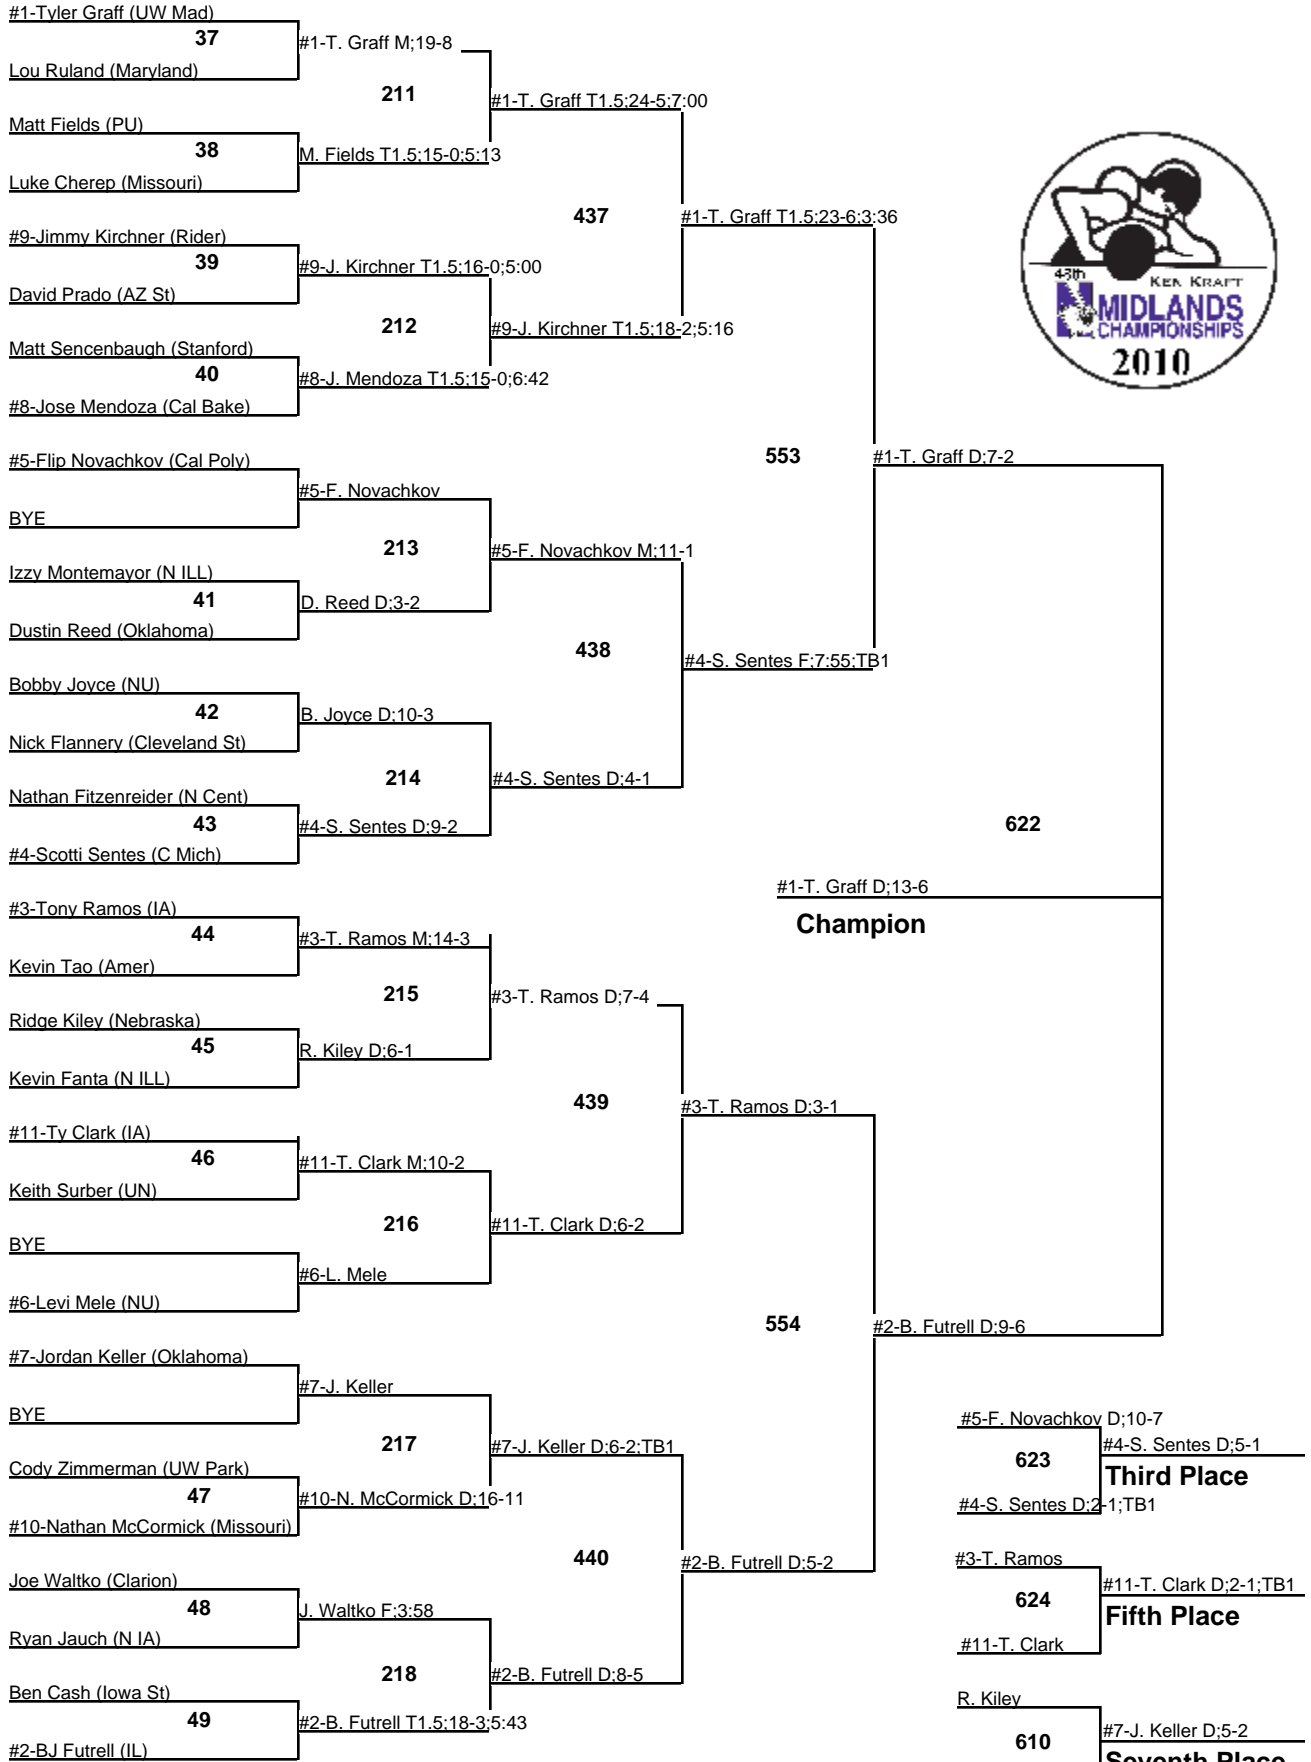 #1-Tyler Graff (UW Mad)
37
#1-T. Graff M;19-8
Lou Ruland (Maryland)
211
#1-T. Graff T1.5;24-5;7:00
Matt Fields (PU)
38
M. Fields T1.5;15-0;5:13
Luke Cherep (Missouri)
437
#1-T. Graff T1.5;23-6;3:36
#9-Jimmy Kirchner (Rider)
39
#9-J. Kirchner T1.5;16-0;5:00
David Prado (AZ St)
212
#9-J. Kirchner T1.5;18-2;5:16
Matt Sencenbaugh (Stanford)
40
#8-J. Mendoza T1.5;15-0;6:42
#8-Jose Mendoza (Cal Bake)
48th
KEN KRAFT
MIDLANDS
CHAMPIONSHIPS
2010
553
#1-T. Graff D;7-2
#5-Flip Novachkov (Cal Poly)
#5-F. Novachkov
BYE
213
#5-F. Novachkov M;11-1
Izzy Montemayor (N ILL)
41
D. Reed D;3-2
Dustin Reed (Oklahoma)
438
#4-S. Sentes F;7:55;TB1
Bobby Joyce (NU)
42
B. Joyce D;10-3
Nick Flannery (Cleveland St)
214
#4-S. Sentes D;4-1
Nathan Fitzenreider (N Cent)
43
#4-S. Sentes D;9-2
#4-Scotti Sentes (C Mich)
622
#1-T. Graff D;13-6
Champion
#3-Tony Ramos (IA)
44
#3-T. Ramos M;14-3
Kevin Tao (Amer)
215
#3-T. Ramos D;7-4
Ridge Kiley (Nebraska)
45
R. Kiley D;6-1
Kevin Fanta (N ILL)
439
#3-T. Ramos D;3-1
#11-Ty Clark (IA)
46
#11-T. Clark M;10-2
Keith Surber (UN)
216
#11-T. Clark D;6-2
BYE
#6-L. Mele
#6-Levi Mele (NU)
554
#2-B. Futrell D;9-6
#7-Jordan Keller (Oklahoma)
#7-J. Keller
BYE
217
#7-J. Keller D;6-2;TB1
Cody Zimmerman (UW Park)
47
#10-N. McCormick D;16-11
#10-Nathan McCormick (Missouri)
440
#2-B. Futrell D;5-2
Joe Waltko (Clarion)
48
J. Waltko F;3:58
Ryan Jauch (N IA)
218
#2-B. Futrell D;8-5
Ben Cash (Iowa St)
49
#2-B. Futrell T1.5;18-3;5:43
#2-BJ Futrell (IL)
#5-F. Novachkov D;10-7
623
#4-S. Sentes D;5-1
Third Place
#4-S. Sentes D;2-1;TB1
#3-T. Ramos
624
#11-T. Clark D;2-1;TB1
Fifth Place
#11-T. Clark
R. Kiley
610
#7-J. Keller D;5-2
Seventh Place